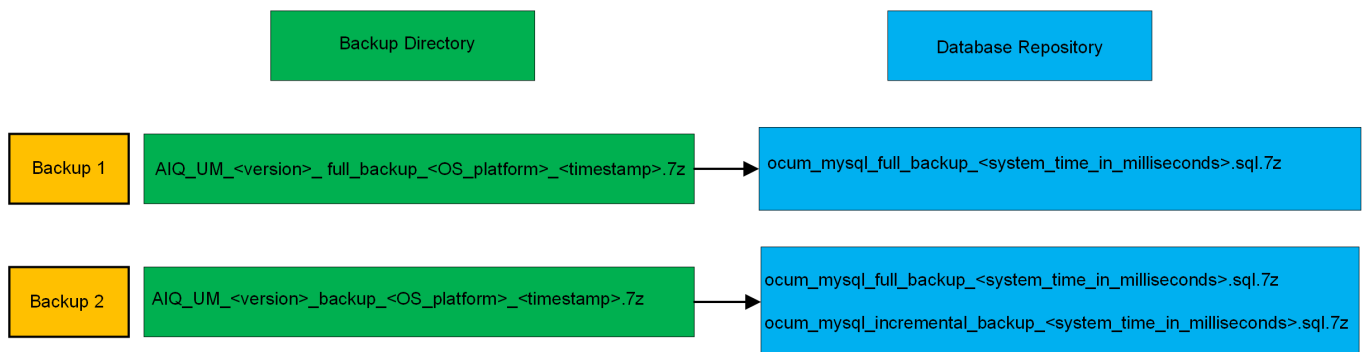 Backup Directory
Database Repository
Backup 1
AIQ_UM_<version>_ full_backup_<OS_platform>_<timestamp>.7z
ocum_mysql_full_backup_<system_time_in_milliseconds>.sql.7z
Backup 2
AIQ_UM_<version>_backup_<OS_platform>_<timestamp>.7z
ocum_mysql_full_backup_<system_time_in_milliseconds>.sql.7z
ocum_mysql_incremental_backup_<system_time_in_milliseconds>.sql.7z